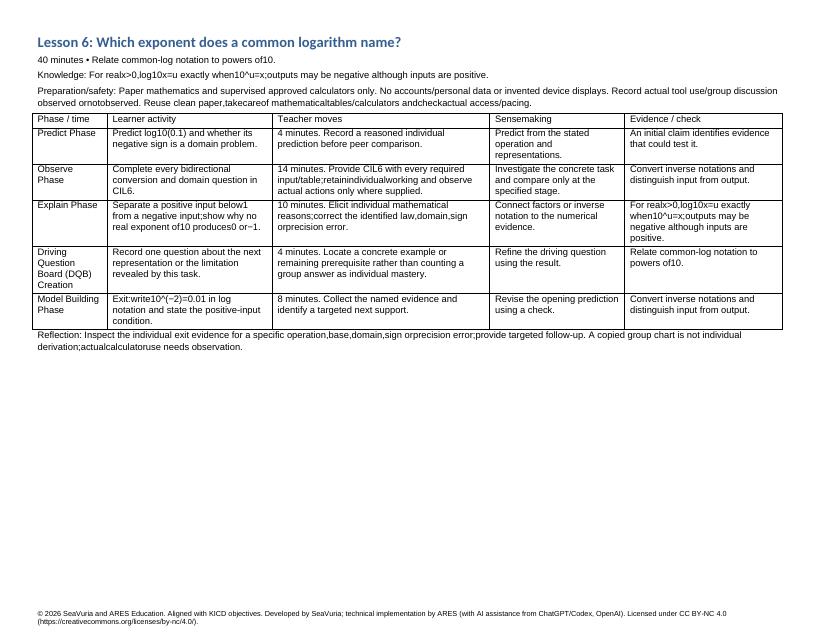 Lesson 6: Which exponent does a common logarithm name?
40 minutes • Relate common-log notation to powers of10.
Knowledge: For realx>0,log10x=u exactly when10^u=x;outputs may be negative although inputs are positive.
Preparation/safety: Paper mathematics and supervised approved calculators only. No accounts/personal data or invented device displays. Record actual tool use/group discussion
observed ornotobserved. Reuse clean paper,takecareof mathematicaltables/calculators andcheckactual access/pacing.
Phase / time
Learner activity
Teacher moves
Sensemaking
Evidence / check
Predict Phase
Predict log10(0.1) and whether its
negative sign is a domain problem.
4 minutes. Record a reasoned individual
prediction before peer comparison.
Predict from the stated
operation and
representations.
An initial claim identifies evidence
that could test it.
Observe
Phase
Complete every bidirectional
conversion and domain question in
CIL6.
14 minutes. Provide CIL6 with every required
input/table;retainindividualworking and observe
actual actions only where supplied.
Investigate the concrete task
and compare only at the
specified stage.
Convert inverse notations and
distinguish input from output.
Explain Phase
Separate a positive input below1
from a negative input;show why no
real exponent of10 produces0 or−1.
10 minutes. Elicit individual mathematical
reasons;correct the identified law,domain,sign
orprecision error.
Connect factors or inverse
notation to the numerical
evidence.
For realx>0,log10x=u exactly
when10^u=x;outputs may be
negative although inputs are
positive.
Driving
Question
Board (DQB)
Creation
Record one question about the next
representation or the limitation
revealed by this task.
4 minutes. Locate a concrete example or
remaining prerequisite rather than counting a
group answer as individual mastery.
Refine the driving question
using the result.
Relate common-log notation to
powers of10.
Model Building
Phase
Exit:write10^(−2)=0.01 in log
notation and state the positive-input
condition.
8 minutes. Collect the named evidence and
identify a targeted next support.
Revise the opening prediction
using a check.
Convert inverse notations and
distinguish input from output.
Reflection: Inspect the individual exit evidence for a specific operation,base,domain,sign orprecision error;provide targeted follow-up. A copied group chart is not individual
derivation;actualcalculatoruse needs observation.
© 2026 SeaVuria and ARES Education. Aligned with KICD objectives. Developed by SeaVuria; technical implementation by ARES (with AI assistance from ChatGPT/Codex, OpenAI). Licensed under CC BY-NC 4.0
(https://creativecommons.org/licenses/by-nc/4.0/).